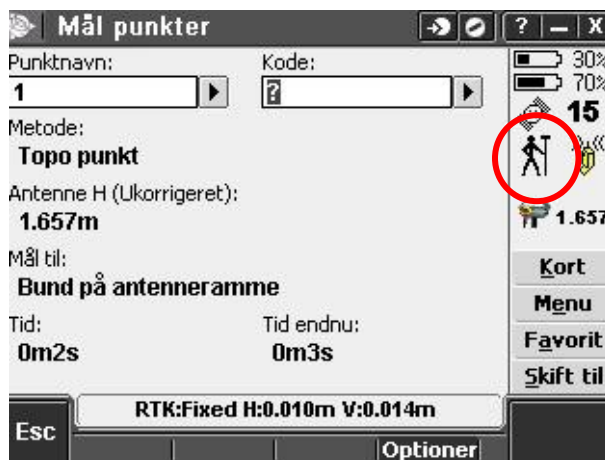 Mål punkter
? – X
Punktnavn: Kode:
1 ?
30%
70%
15
Metode:
Topo punkt
Antenne H (Ukorrigeret):
1.657m
1.657
Mål til:
Bund på antenneramme
Tid: Tid endnu:
0m2s 0m3s
Kort
Menu
Favorit
Skift til
RTK:Fixed H:0.010m V:0.014m
Esc
Optioner